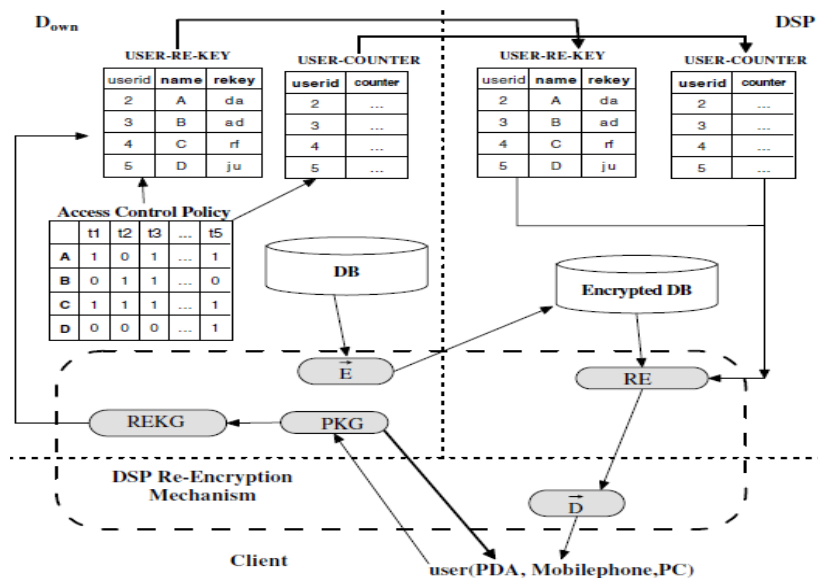 D own
DSP
USER-RE-KEY
userid name rekey
2 A da
3 B ad
4 C rf
5 D ju
USER-COUNTER
userid counter
2 ...
3 ...
4 ...
5 ...
USER-RE-KEY
userid name rekey
2 A da
3 B ad
4 C rf
5 D ju
USER-COUNTER
userid counter
2 ...
3 ...
4 ...
5 ...
Access Control Policy
t1 t2 t3 ... t5
A 1 0 1 ... 1
B 0 1 1 ... 0
C 1 1 1 ... 1
D 0 0 0 ... 1
DB
Encrypted DB
E
RE
REKG
PKG
DSP Re-Encryption
Mechanism
D
Client
user(PDA, Mobilephone,PC)